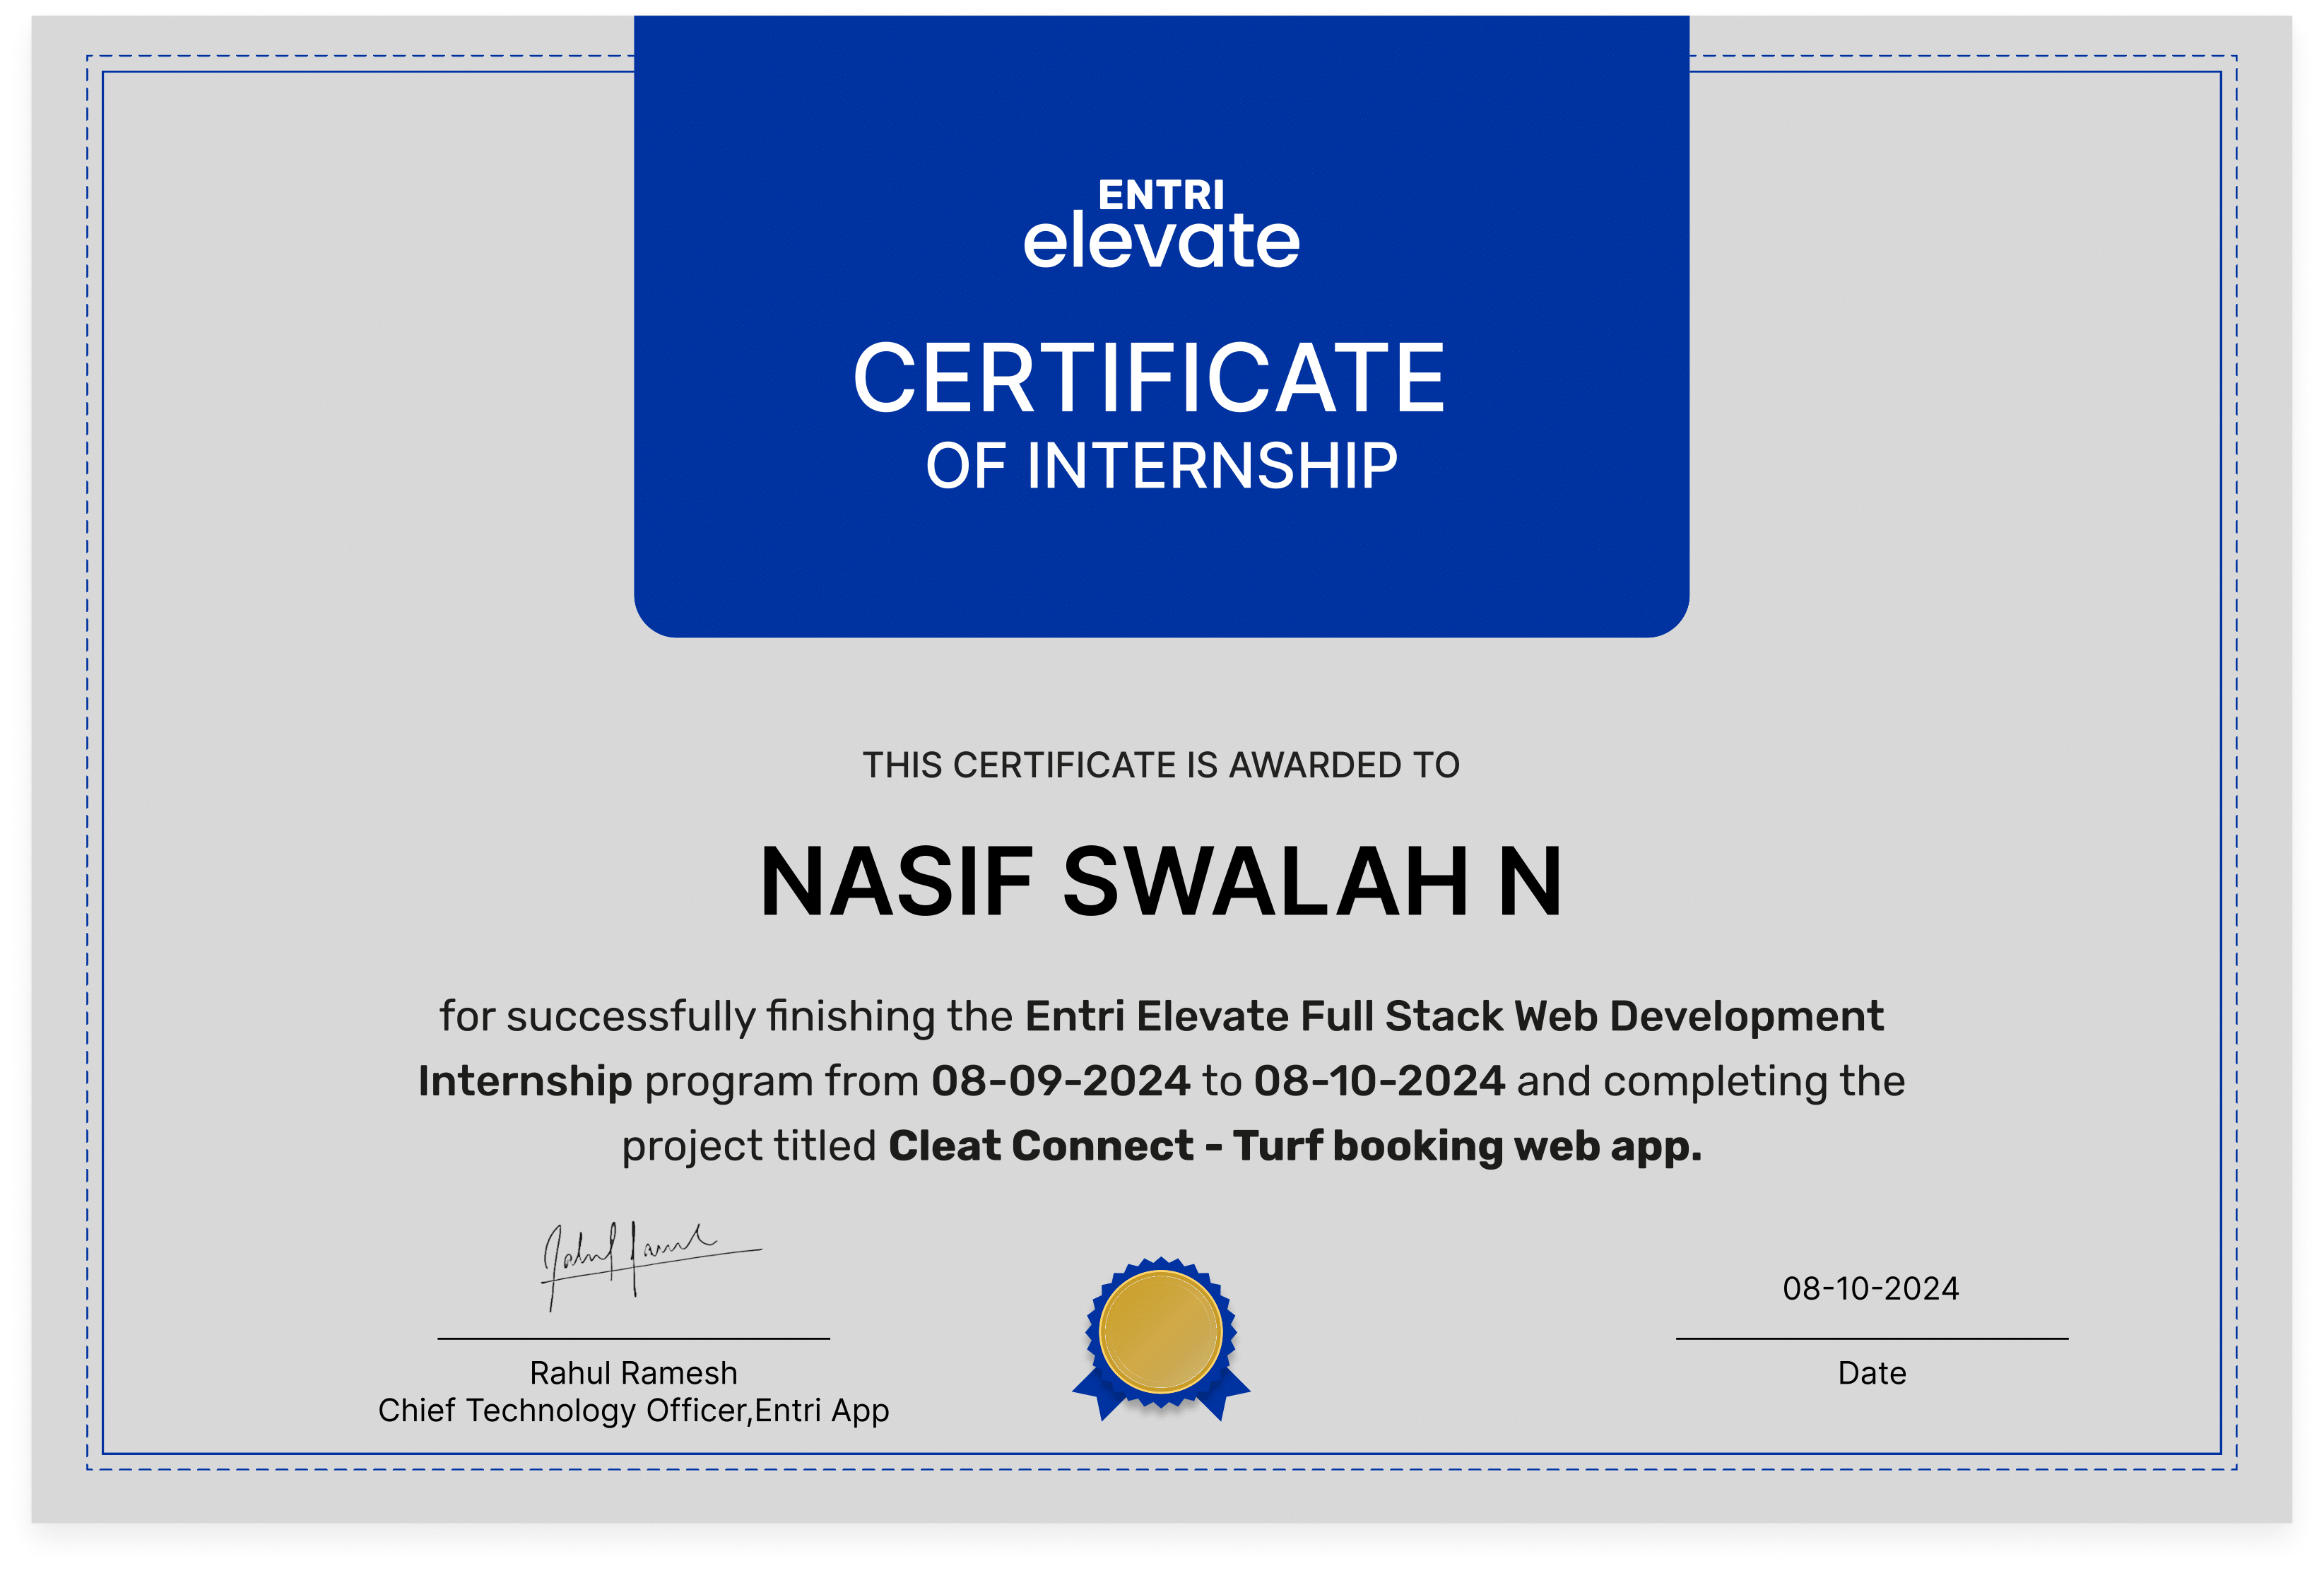 ENTRI
elevate
CERTIFICATE
OF INTERNSHIP
THIS CERTIFICATE IS AWARDED TO
NASIF SWALAH N
for successfully finishing the Entri Elevate Full Stack Web Development
Internship program from 08-09-2024 to 08-10-2024 and completing the
project titled Cleat Connect - Turf booking web app.
08-10-2024
Rahul Ramesh
Chief Technology Officer,Entri App
Date